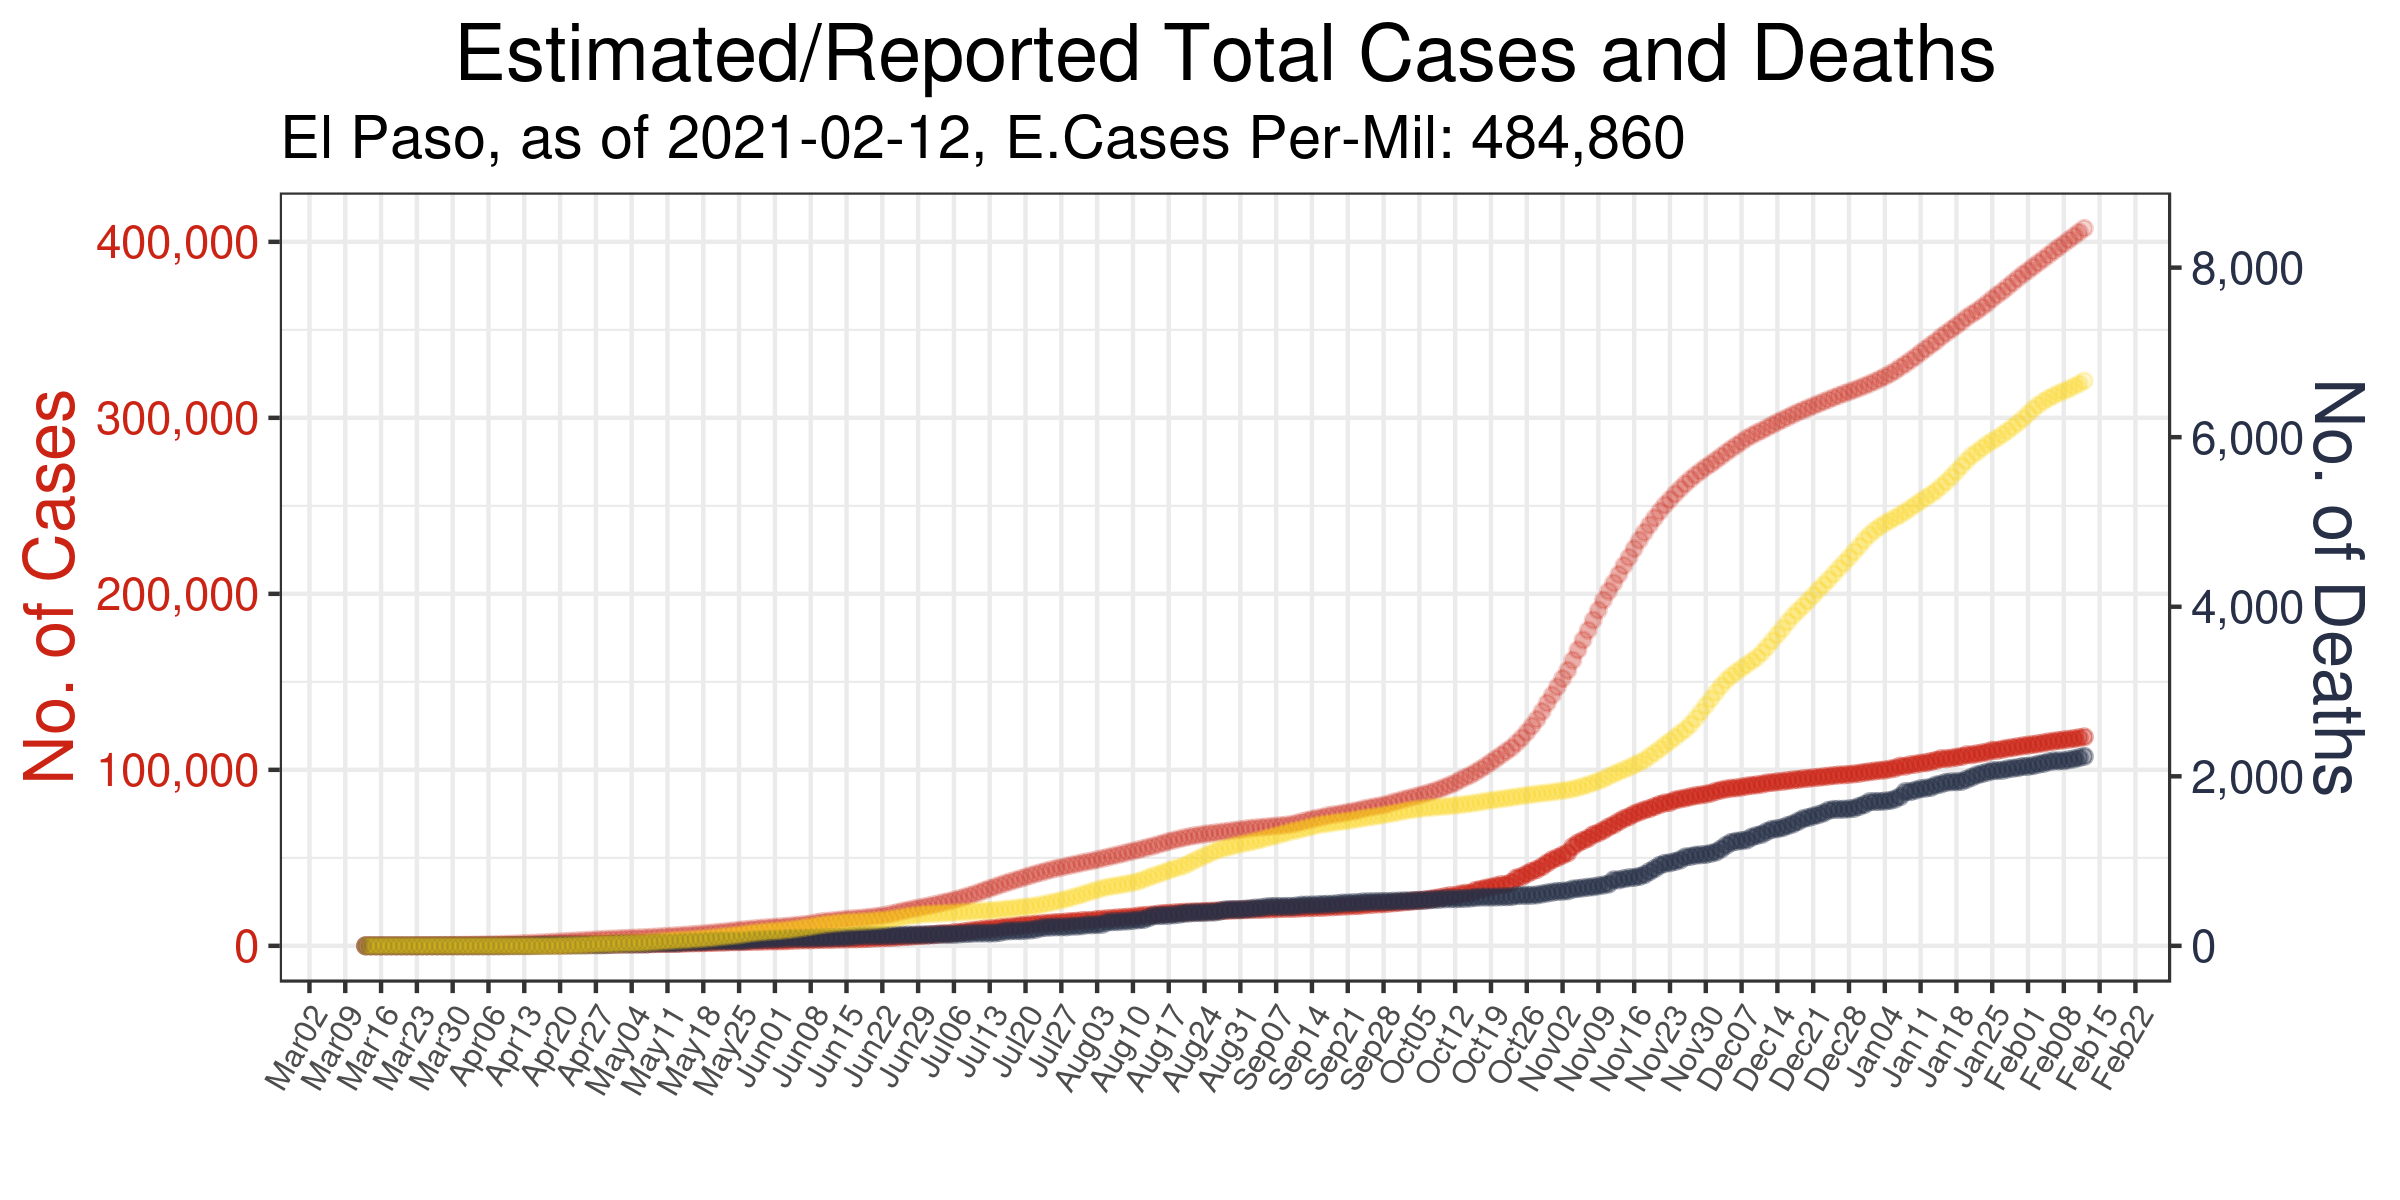 Estimated/Reported Total Cases and Deaths
El Paso, as of 2021-02-12, E.Cases Per-Mil: 484,860
No. of Cases
400,000
300,000
200,000
100,000
0
8,000
6,000
4,000
2,000
0
No. of Deaths
Mar02
Mar09
Mar16
Mar23
Mar30
Apr06
Apr13
Apr20
Apr27
May04
May11
May18
May25
Jun01
Jun08
Jun15
Jun22
Jun29
Jul06
Jul13
Jul20
Jul27
Aug03
Aug10
Aug17
Aug24
Aug31
Sep07
Sep14
Sep21
Sep28
Oct05
Oct12
Oct19
Oct26
Nov02
Nov09
Nov16
Nov23
Nov30
Dec07
Dec14
Dec21
Dec28
Jan04
Jan11
Jan18
Jan25
Feb01
Feb08
Feb15
Feb22